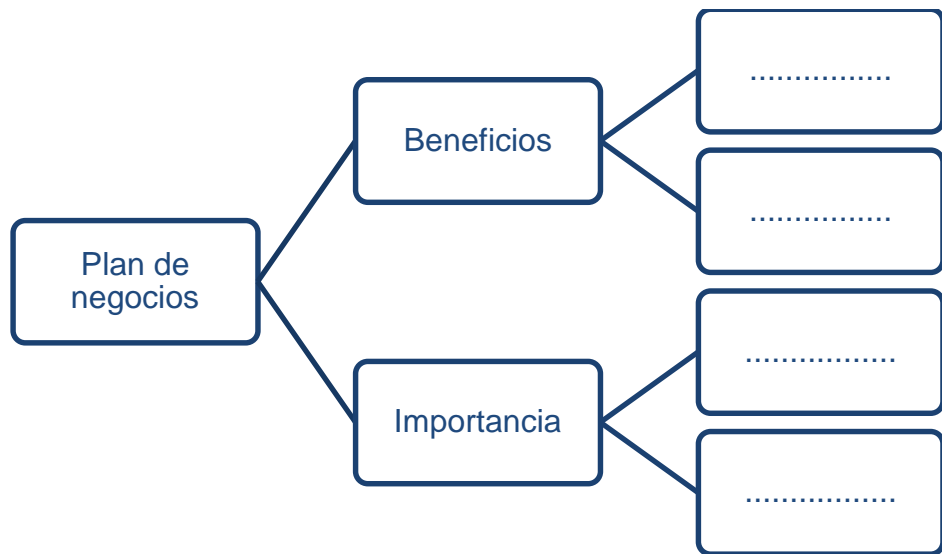 Plan de
negocios
Beneficios
................
................
Importancia
.................
.................